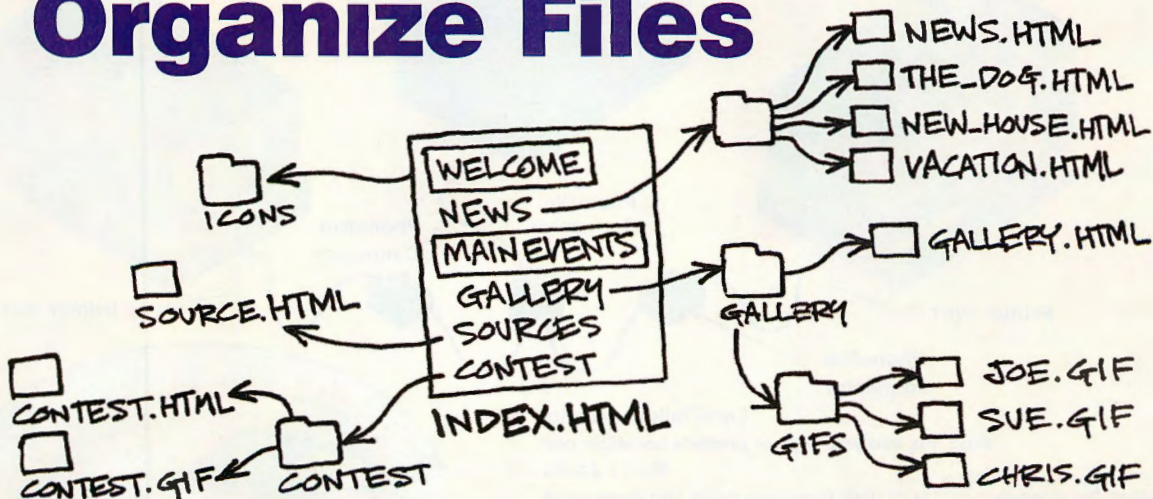 Organize Files
NEWS.HTML
THE_DOG.HTML
NEW_HOUSE.HTML
VACATION.HTML
ICONS
WELCOME
NEWS
MAIN EVENTS
GALLERY
SOURCES
CONTEST
INDEX.HTML
SOURCE.HTML
CONTEST.HTML
CONTEST.GIF
CONTEST
GALLERY
GALLERY.HTML
GIFS
JOE.GIF
SUE.GIF
CHRIS.GIF